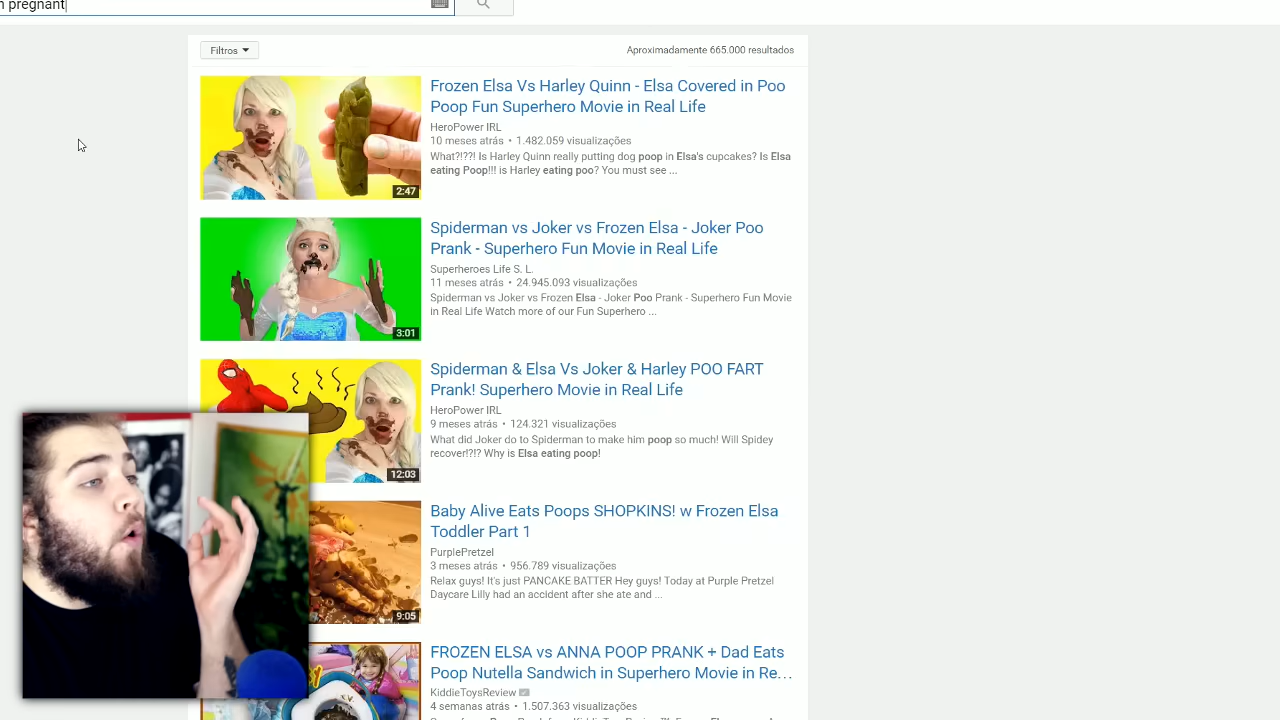 n pregnant
Filtros
Aproximadamente 665.000 resultados
Frozen Elsa Vs Harley Quinn - Elsa Covered in Poo
Poop Fun Superhero Movie in Real Life
HeroPower IRL
10 meses atrás • 1.482.059 visualizações
What?!??! Is Harley Quinn really putting dog poop in Elsa's cupcakes? Is Elsa
eating Poop!!! is Harley eating poo? You must see ...
2:47
Spiderman vs Joker vs Frozen Elsa - Joker Poo
Prank - Superhero Fun Movie in Real Life
Superheroes Life S. L.
11 meses atrás • 24.945.093 visualizações
Spiderman vs Joker vs Frozen Elsa - Joker Poo Prank - Superhero Fun Movie
in Real Life Watch more of our Fun Superhero ...
3:01
Spiderman & Elsa Vs Joker & Harley POO FART
Prank! Superhero Movie in Real Life
HeroPower IRL
9 meses atrás • 124.321 visualizações
What did Joker do to Spiderman to make him poop so much! Will Spidey
recover!?!? Why is Elsa eating poop!
12:03
Baby Alive Eats Poops SHOPKINS! w Frozen Elsa
Toddler Part 1
PurplePretzel
3 meses atrás • 956.789 visualizações
Relax guys! It's just PANCAKE BATTER Hey guys! Today at Purple Pretzel
Daycare Lilly had an accident after she ate and ...
9:05
FROZEN ELSA vs ANNA POOP PRANK + Dad Eats
Poop Nutella Sandwich in Superhero Movie in Re...
KiddieToysReview
4 semanas atrás • 1.507.363 visualizações